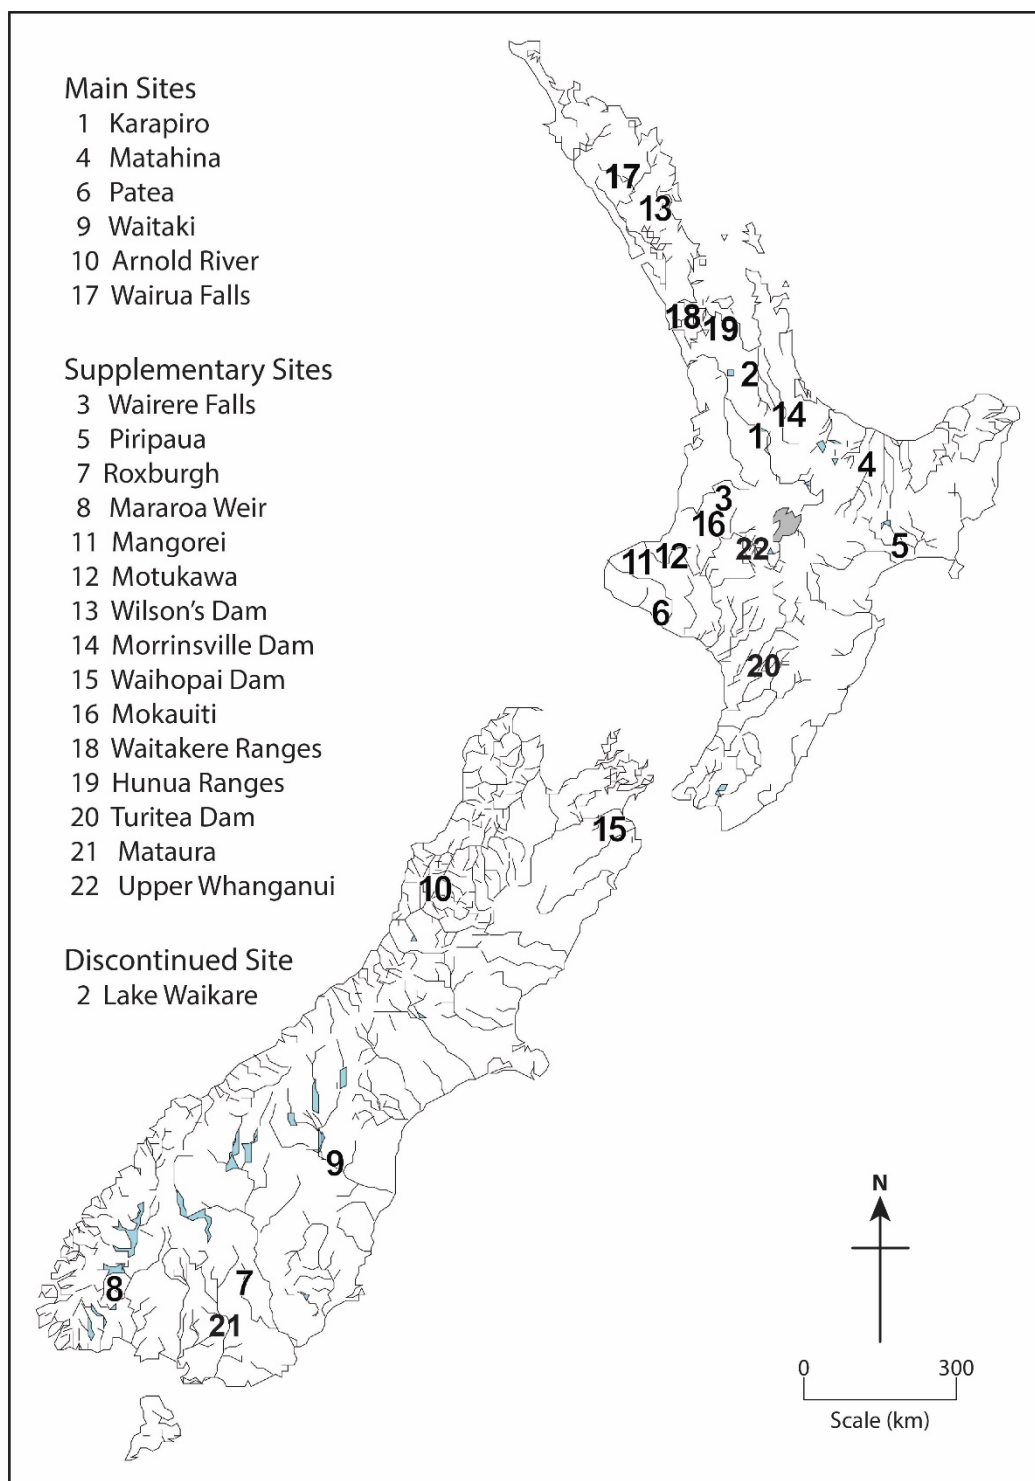 Main Sites
1 Karapiro
4 Matahina
6 Patea
9 Waitaki
10 Arnold River
17 Wairua Falls
Supplementary Sites
3 Wairere Falls
5 Piripaua
7 Roxburgh
8 Mararoa Weir
11 Mangorei
12 Motukawa
13 Wilson's Dam
14 Morrinsville Dam
15 Waihopai Dam
16 Mokauiti
18 Waitakere Ranges
19 Hunua Ranges
20 Turitea Dam
21 Mataura
22 Upper Whanganui
Discontinued Site
2 Lake Waikare
17
13
18
19
2
14
1
4
3
16
22
5
11
12
6
20
15
10
9
8
7
21
N
0 300
Scale (km)